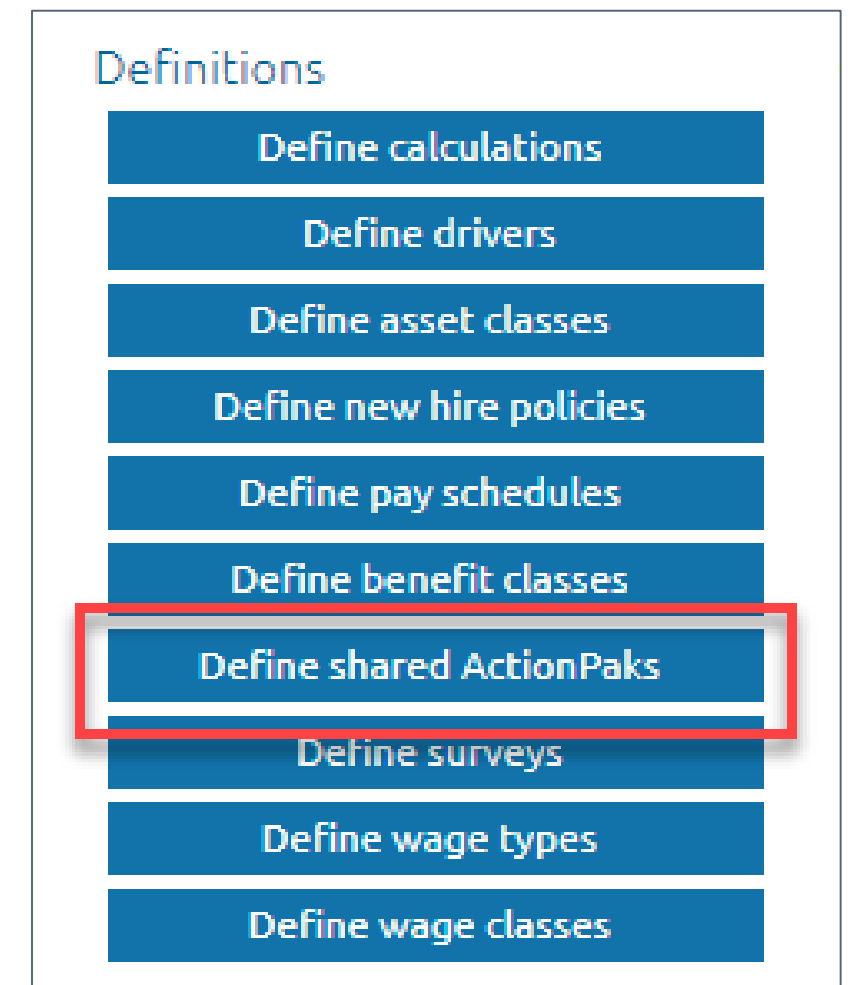 Definitions
Define calculations
Define drivers
Define asset classes
Define new hire policies
Define pay schedules
Define benefit classes
Define shared ActionPaks
Define surveys
Define wage types
Define wage classes